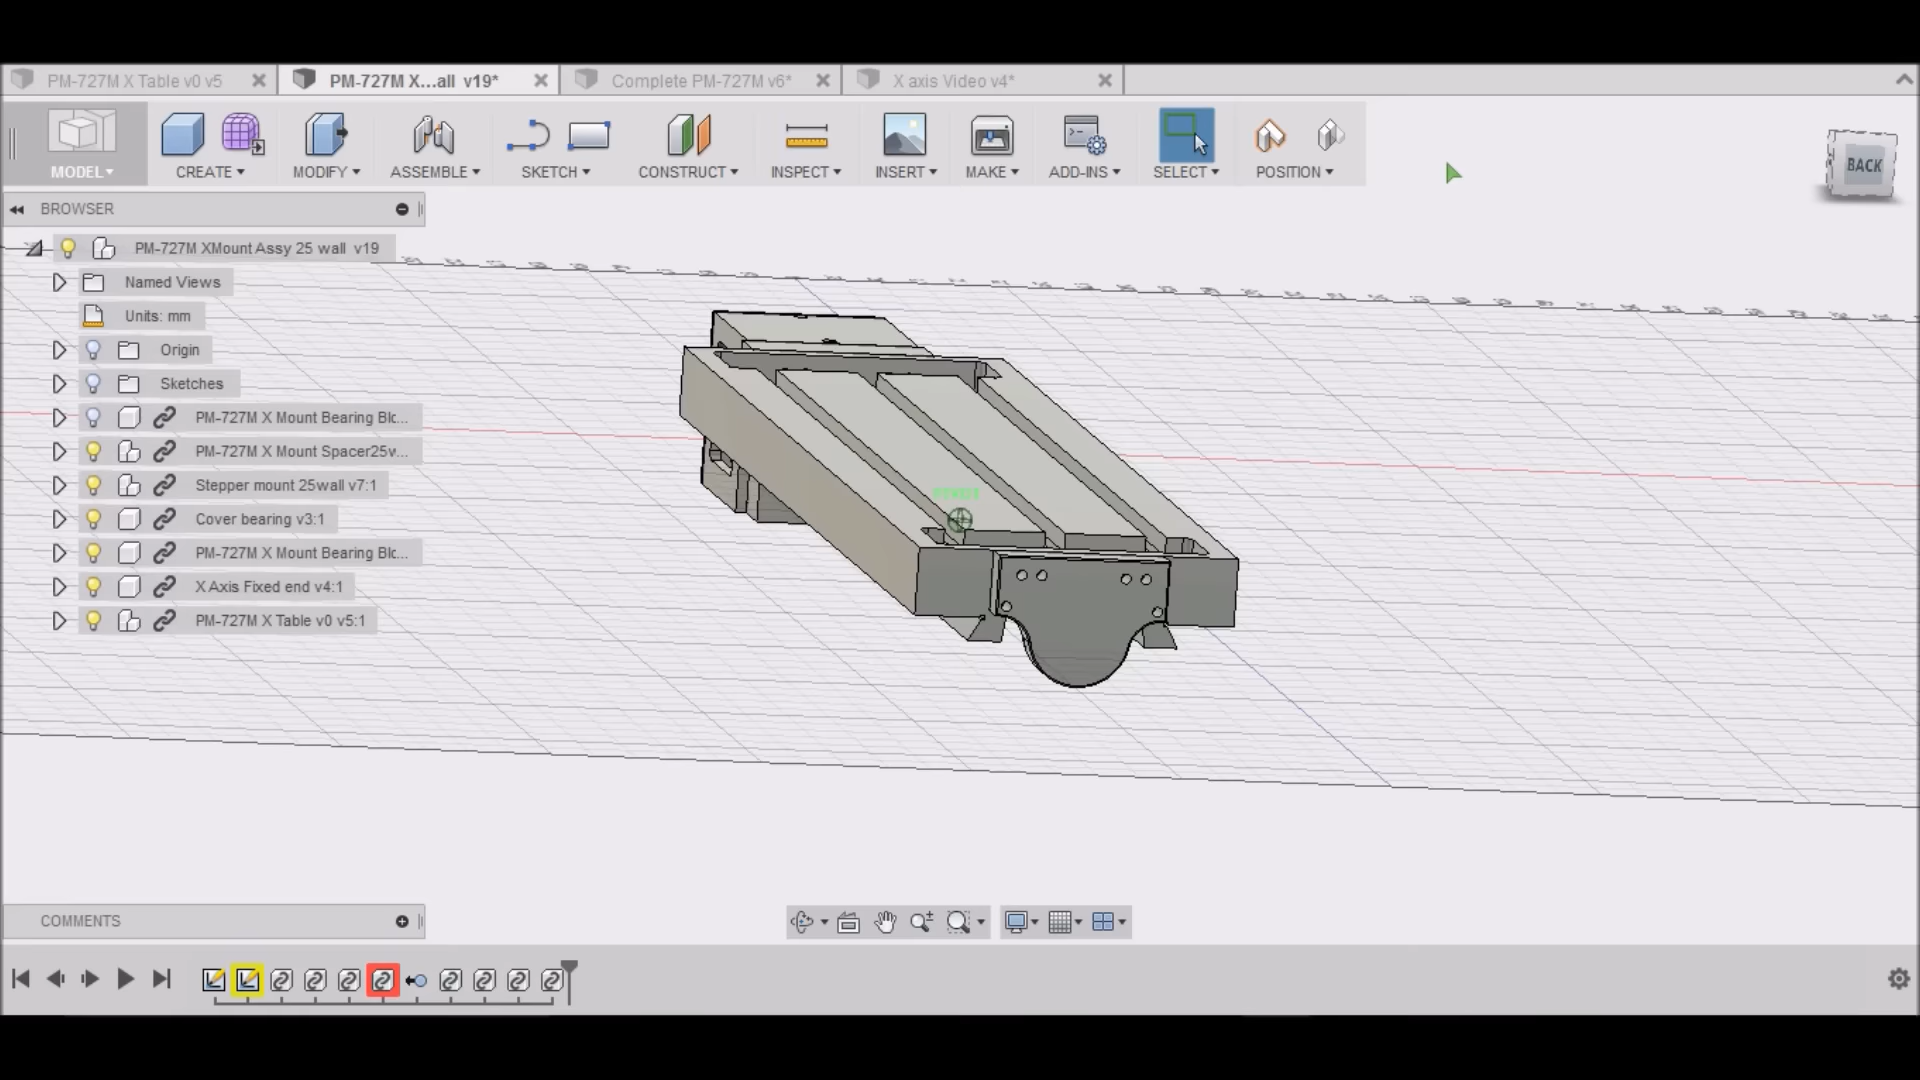 PM-727M X Table v0 v5
PM-727M X...all v19*
Complete PM-727M v6*
X axis Video v4*
MODEL
CREATE
MODIFY
ASSEMBLE
SKETCH
CONSTRUCT
INSPECT
INSERT
MAKE
ADD-INS
SELECT
POSITION
BACK
BROWSER
PM-727M XMount Assy 25 wall v19
Named Views
Units: mm
Origin
Sketches
PM-727M X Mount Bearing Blc...
PM-727M X Mount Spacer25w...
Stepper mount 25wall v7:1
Cover bearing v3:1
PM-727M X Mount Bearing Blc...
X Axis Fixed end v4:1
PM-727M X Table v0 v5:1
COMMENTS